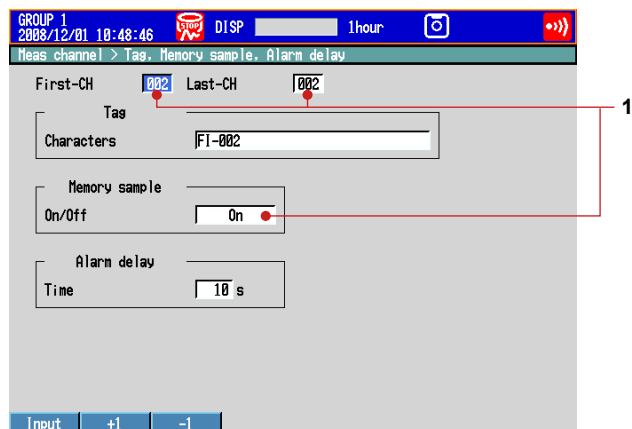 GROUP 1
2008/12/01 10:48:46 STOP DISP 1hour
Meas channel > Tag, Memory sample, Alarm delay
First-CH 002 Last-CH 002
1
Tag
Characters FI-002
Memory sample
On/Off On
Alarm delay
Time 10 s
Input +1 -1